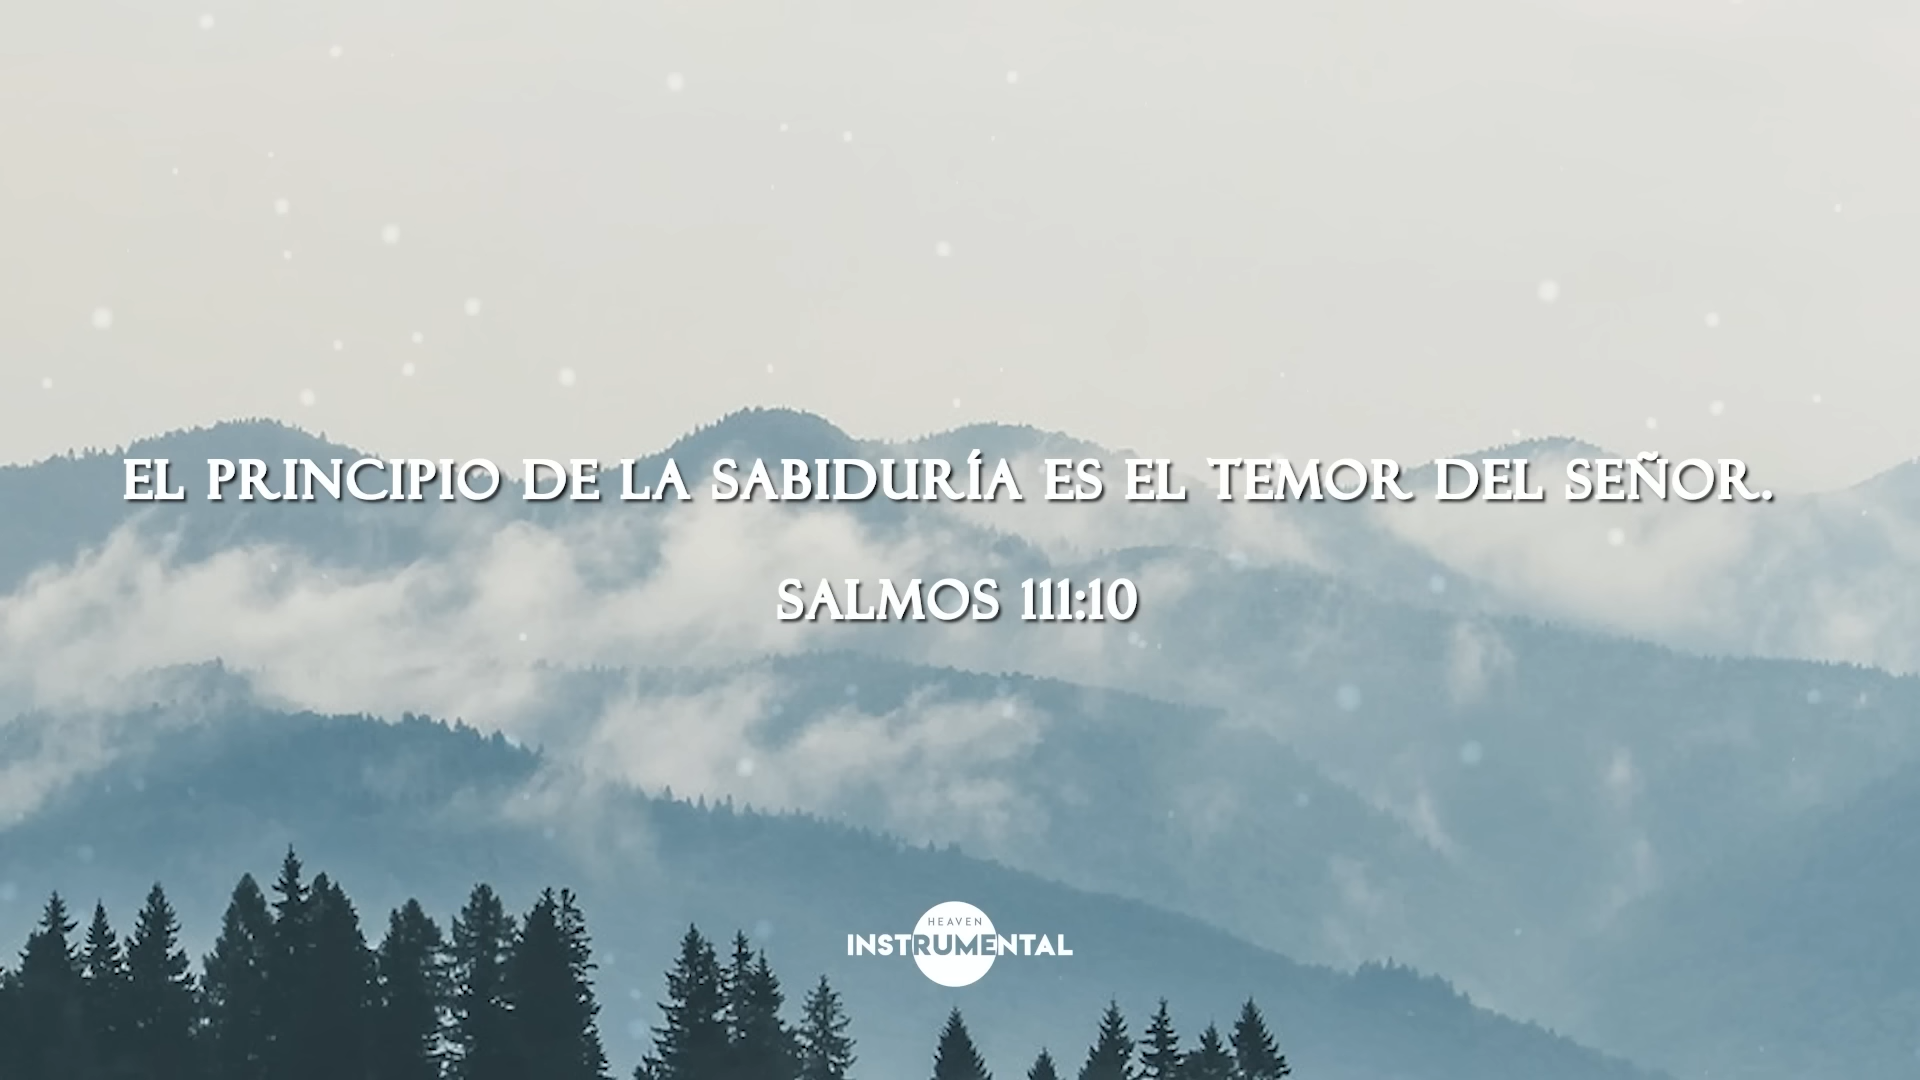 EL PRINCIPIO DE LA SABIDURÍA ES EL TEMOR DEL SEÑOR.
SALMOS 111:10
HEAVEN
INSTRUMENTAL